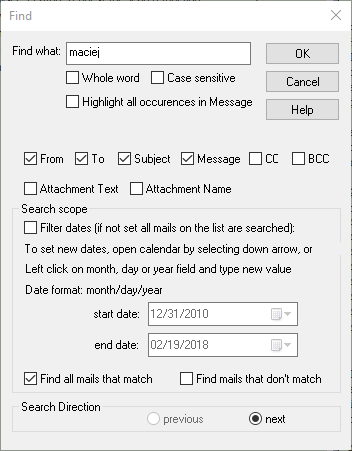 Find
Find what: maciej OK
Whole word Case sensitive Cancel
Highlight all occurences in Message Help
From To Subject Message CC BCC
Attachment Text Attachment Name
Search scope
Filter dates (if not set all mails on the list are searched):
To set new dates, open calendar by selecting down arrow, or
Left click on month, day or year field and type new value
Date format: month/day/year
start date: 12/31/2010
end date: 02/19/2018
Find all mails that match Find mails that don't match
Search Direction
previous next